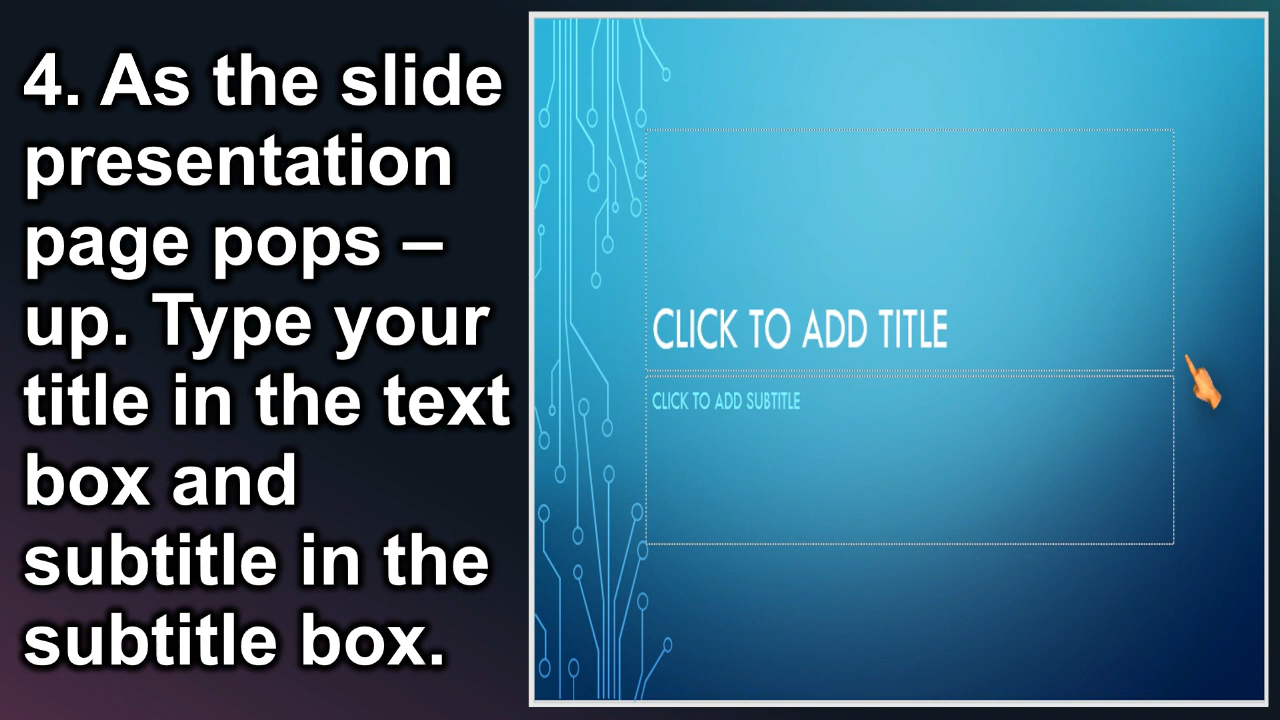 4. As the slide
presentation
page pops –
up. Type your
title in the text
box and
subtitle in the
subtitle box.
CLICK TO ADD TITLE
CLICK TO ADD SUBTITLE